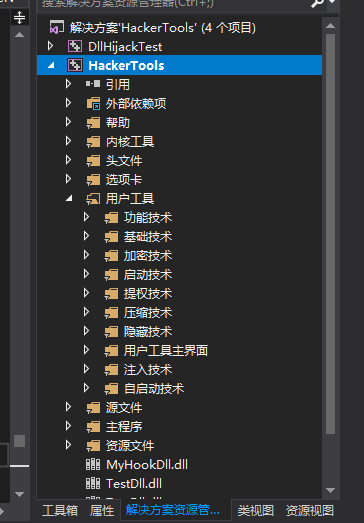 搜索解决方案资源管理器(Ctrl+;)
解决方案'HackerTools' (4 个项目)
DllHijackTest
HackerTools
引用
外部依赖项
帮助
内核工具
头文件
选项卡
用户工具
功能技术
基础技术
加密技术
启动技术
提权技术
压缩技术
隐藏技术
用户工具主界面
注入技术
自启动技术
源文件
主程序
资源文件
MyHookDll.dll
TestDll.dll
工具箱 属性 解决方案资源管... 类视图 资源视图